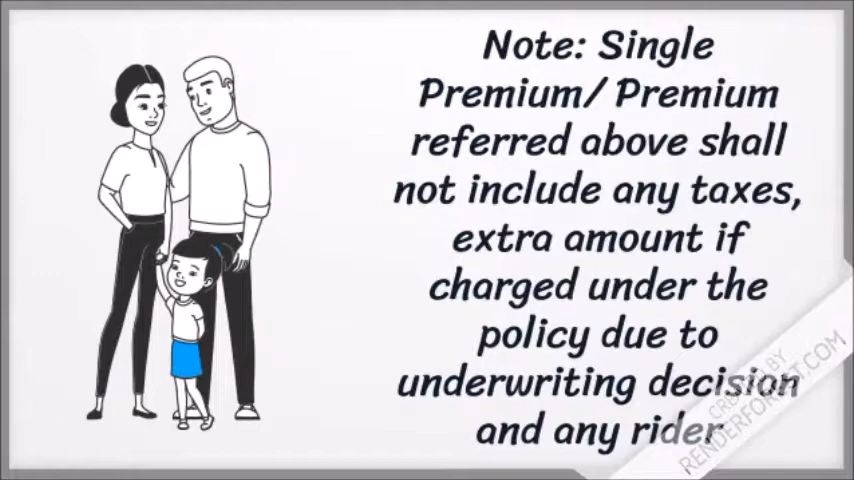 Note: Single
Premium/ Premium
referred above shall
not include any taxes,
extra amount if
charged under the
policy due to
underwriting decision
and any rider
CREATED BY
RENDERFOREST.COM